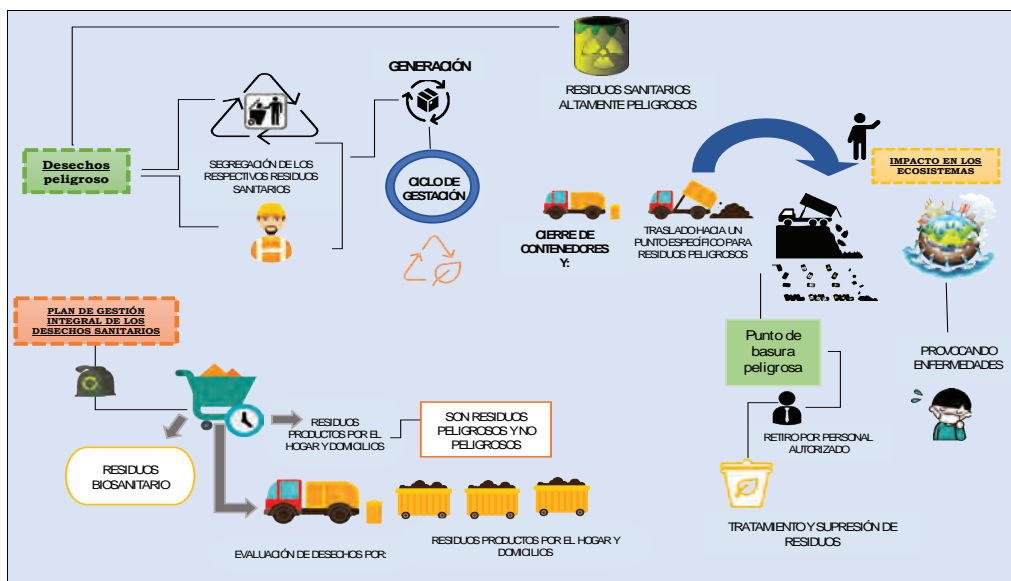 RESIDUOS SANITARIOS
ALTAMENTE PELIGROSOS
GENERACIÓN
Desechos
peligroso
SEGREGACIÓN DE LOS
RESPECTIVOS RESIDUOS
SANITARIOS
CICLO DE
GESTACIÓN
CIERRE DE
CONTENEDORES
Y:
TRASLADO HACIA UN
PUNTO ESPECÍFICO PARA
RESIDUOS PELIGROSOS
IMPACTO EN LOS
ECOSISTEMAS
PLAN DE GESTIÓN
INTEGRAL DE LOS
DESECHOS SANITARIOS
Punto de
basura
peligrosa
PROVOCANDO
ENFERMEDADES
RESIDUOS
PRODUCTOS POR EL
HOGAR Y DOMICILIOS
SON RESIDUOS
PELIGROSOS Y NO
PELIGROSOS
RETIRO POR PERSONAL
AUTORIZADO
RESIDUOS
BIOSANITARIO
TRATAMIENTO Y SUPRESIÓN DE
RESIDUOS
EVALUACIÓN DE DESECHOS POR:
RESIDUOS PRODUCTOS POR EL HOGAR Y
DOMICILIOS